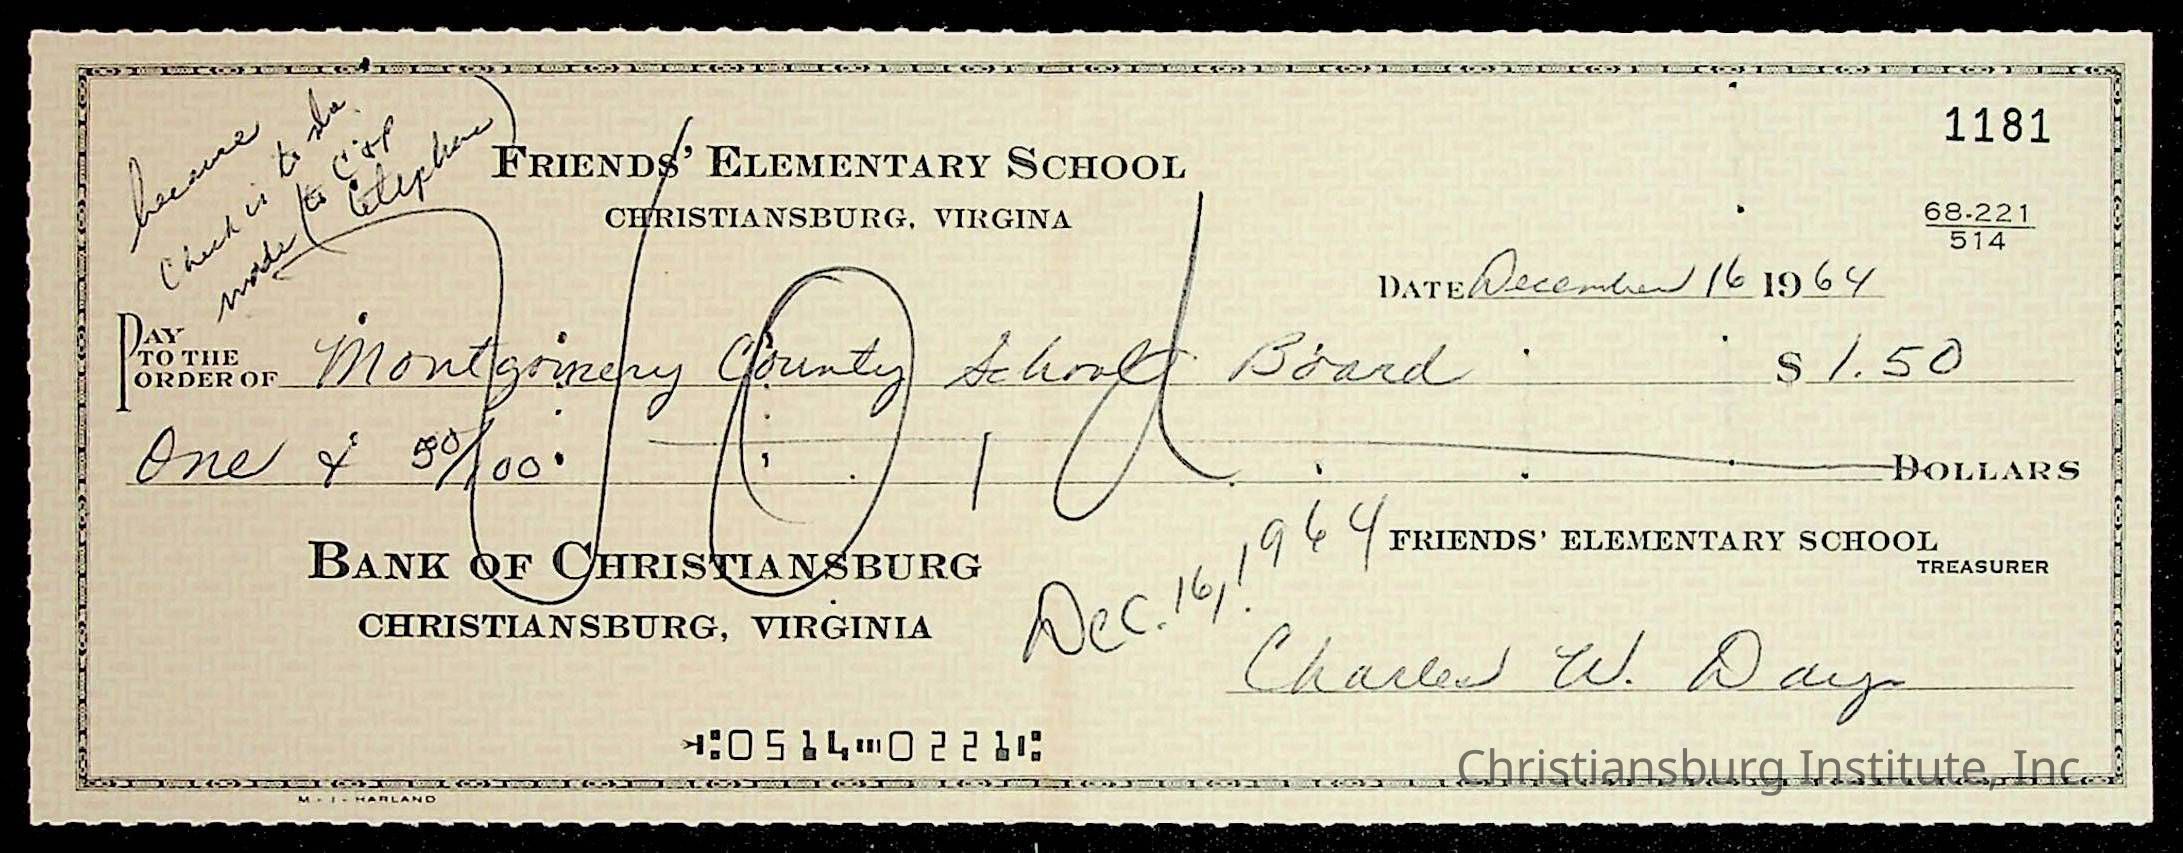 because
Check is to be
made to C&P
telephone
FRIENDS' ELEMENTARY SCHOOL
CHRISTIANSBURG, VIRGINA
1181
68-221
514
DATE December 16 1964
PAY TO THE ORDER OF Montgomery County School Board $ 1.50
One & 50/100 DOLLARS
Void
Dec. 16, 1964
BANK OF CHRISTIANSBURG
CHRISTIANSBURG, VIRGINIA
FRIENDS' ELEMENTARY SCHOOL
TREASURER
Charles W. Day
⑆0514⑉0221⑆
Christiansburg Institute, Inc.
M-I-HARLAND